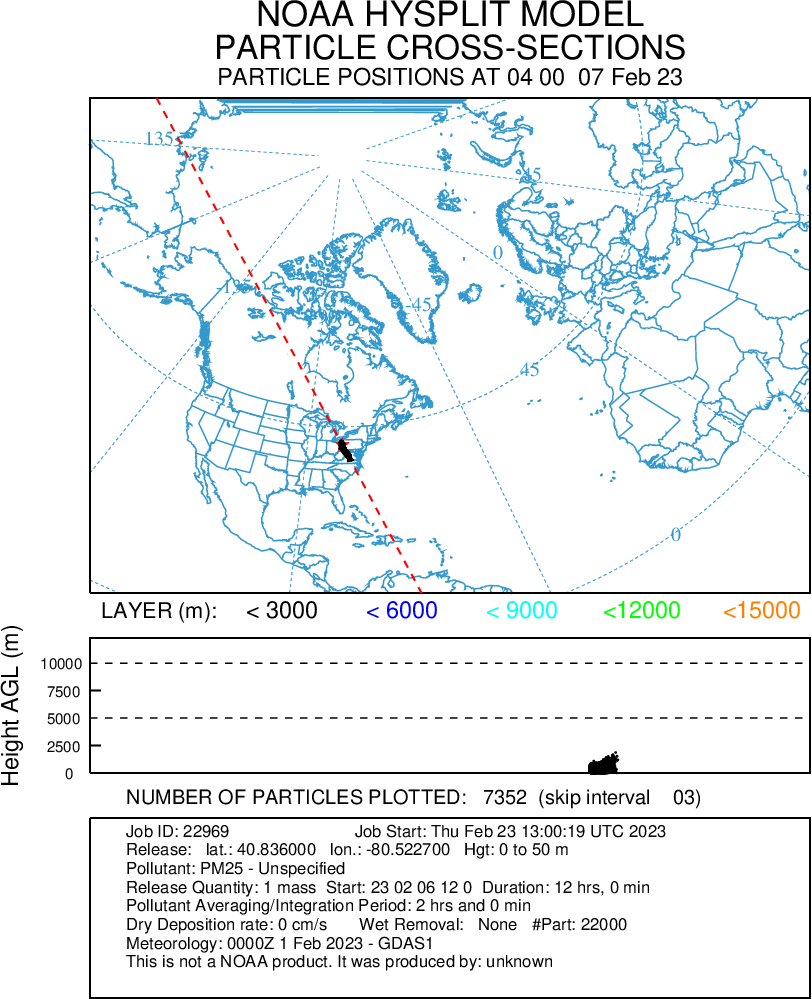 NOAA HYSPLIT MODEL
PARTICLE CROSS-SECTIONS
PARTICLE POSITIONS AT 04 00  07 Feb 23
135
45
0
-45
45
0
LAYER (m): < 3000 < 6000 < 9000 <12000 <15000
Height AGL (m)
10000
7500
5000
2500
0
NUMBER OF PARTICLES PLOTTED: 7352 (skip interval 03)
Job ID: 22969 Job Start: Thu Feb 23 13:00:19 UTC 2023
Release: lat.: 40.836000 lon.: -80.522700 Hgt: 0 to 50 m
Pollutant: PM25 - Unspecified
Release Quantity: 1 mass Start: 23 02 06 12 0 Duration: 12 hrs, 0 min
Pollutant Averaging/Integration Period: 2 hrs and 0 min
Dry Deposition rate: 0 cm/s Wet Removal: None #Part: 22000
Meteorology: 0000Z 1 Feb 2023 - GDAS1
This is not a NOAA product. It was produced by: unknown